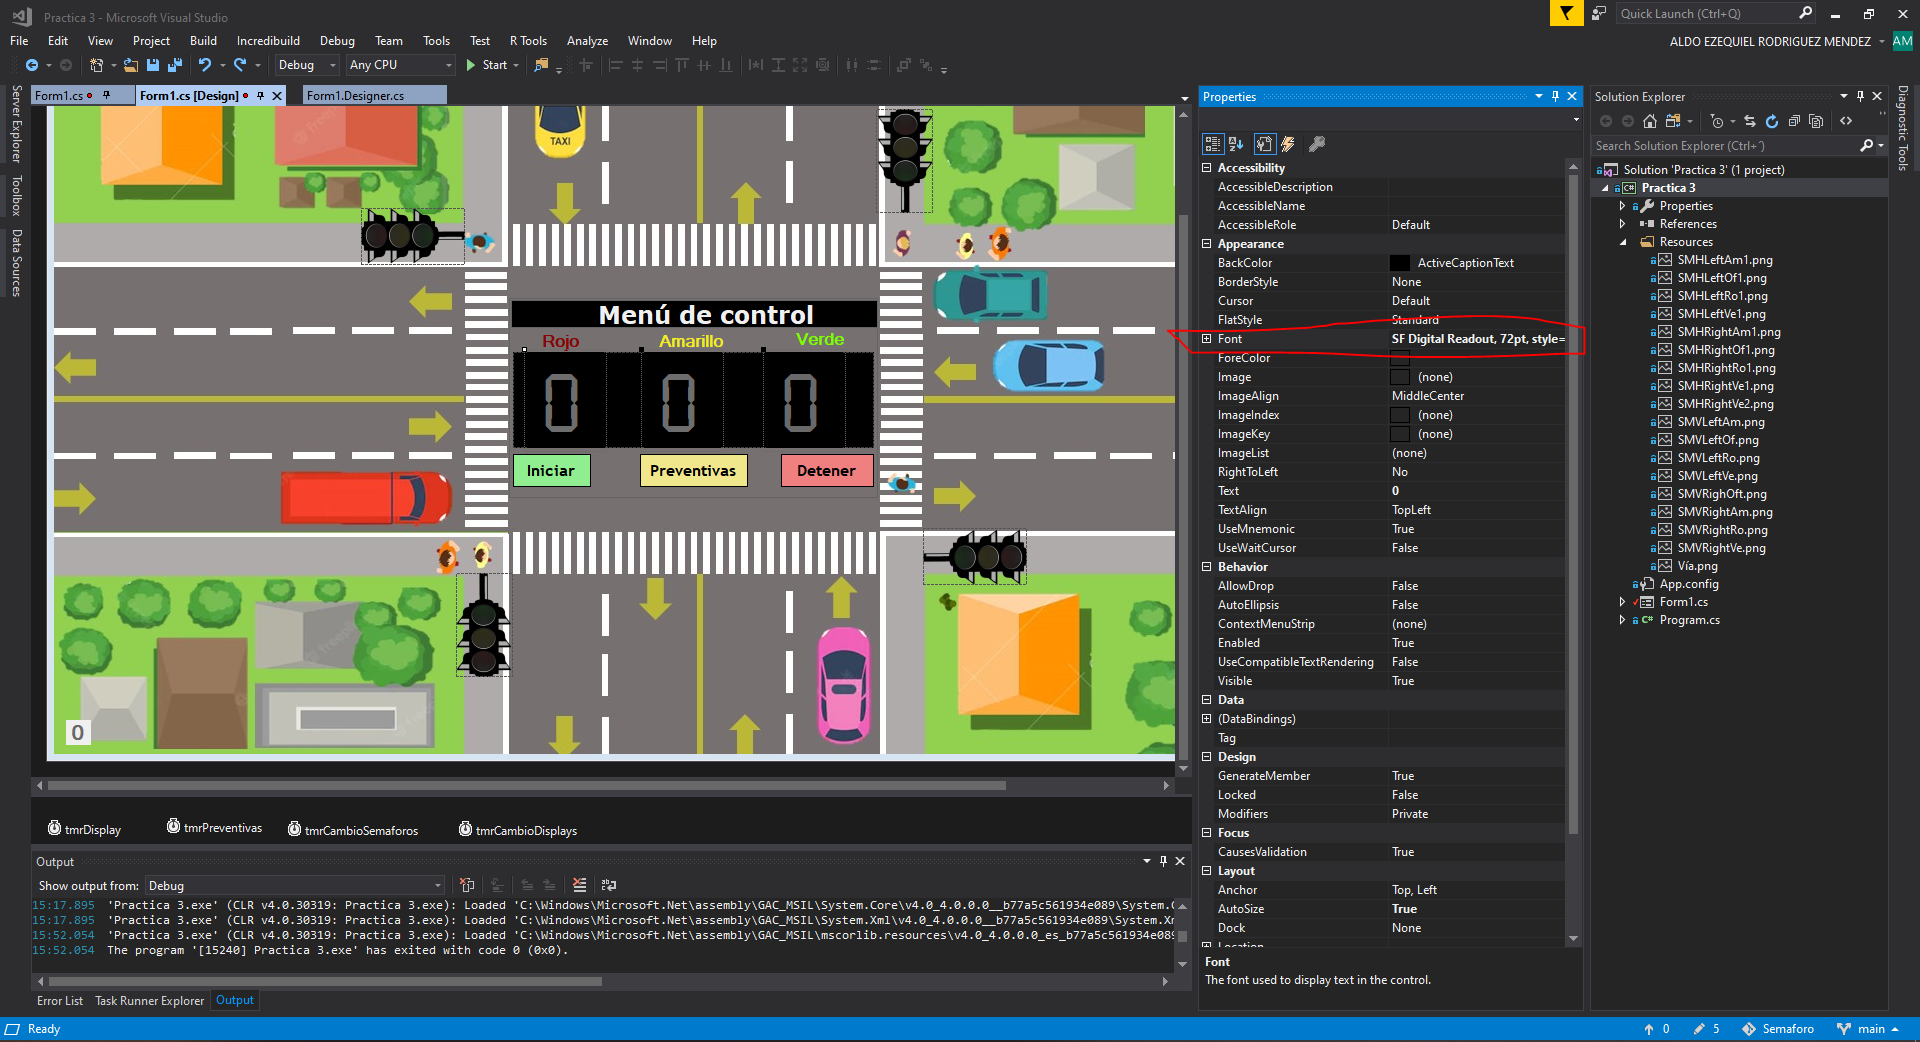 Practica 3 - Microsoft Visual Studio
Quick Launch (Ctrl+Q)
File Edit View Project Build Incredibuild Debug Team Tools Test R Tools Analyze Window Help
ALDO EZEQUIEL RODRIGUEZ MENDEZ AM
Debug Any CPU Start
Server Explorer
Toolbox
Data Sources
Form1.cs Form1.cs [Design] Form1.Designer.cs
TAXI
Menú de control
Rojo Amarillo Verde
0 0 0
Iniciar Preventivas Detener
0
tmrDisplay tmrPreventivas tmrCambioSemaforos tmrCambioDisplays
Output
Show output from: Debug
15:17.895 'Practica 3.exe' (CLR v4.0.30319: Practica 3.exe): Loaded 'C:\Windows\Microsoft.Net\assembly\GAC_MSIL\System.Core\v4.0_4.0.0.0__b77a5c561934e089\System.C
15:17.895 'Practica 3.exe' (CLR v4.0.30319: Practica 3.exe): Loaded 'C:\Windows\Microsoft.Net\assembly\GAC_MSIL\System.Xml\v4.0_4.0.0.0__b77a5c561934e089\System.Xm
15:52.054 'Practica 3.exe' (CLR v4.0.30319: Practica 3.exe): Loaded 'C:\Windows\Microsoft.Net\assembly\GAC_MSIL\mscorlib.resources\v4.0_4.0.0.0_es_b77a5c561934e089
15:52.054 The program '[15240] Practica 3.exe' has exited with code 0 (0x0).
Error List Task Runner Explorer Output
Properties
Accessibility
AccessibleDescription
AccessibleName
AccessibleRole Default
Appearance
BackColor ActiveCaptionText
BorderStyle None
Cursor Default
FlatStyle Standard
Font SF Digital Readout, 72pt, style=
ForeColor
Image (none)
ImageAlign MiddleCenter
ImageIndex (none)
ImageKey (none)
ImageList (none)
RightToLeft No
Text 0
TextAlign TopLeft
UseMnemonic True
UseWaitCursor False
Behavior
AllowDrop False
AutoEllipsis False
ContextMenuStrip (none)
Enabled True
UseCompatibleTextRendering False
Visible True
Data
(DataBindings)
Tag
Design
GenerateMember True
Locked False
Modifiers Private
Focus
CausesValidation True
Layout
Anchor Top, Left
AutoSize True
Dock None
Location
Font
The font used to display text in the control.
Solution Explorer
Search Solution Explorer (Ctrl+´)
Solution 'Practica 3' (1 project)
Practica 3
Properties
References
Resources
SMHLeftAm1.png
SMHLeftOf1.png
SMHLeftRo1.png
SMHLeftVe1.png
SMHRightAm1.png
SMHRightOf1.png
SMHRightRo1.png
SMHRightVe1.png
SMHRightVe2.png
SMVLeftAm.png
SMVLeftOf.png
SMVLeftRo.png
SMVLeftVe.png
SMVRighOft.png
SMVRightAm.png
SMVRightRo.png
SMVRightVe.png
Vía.png
App.config
Form1.cs
Program.cs
Diagnostic Tools
Ready
0 5 Semaforo main